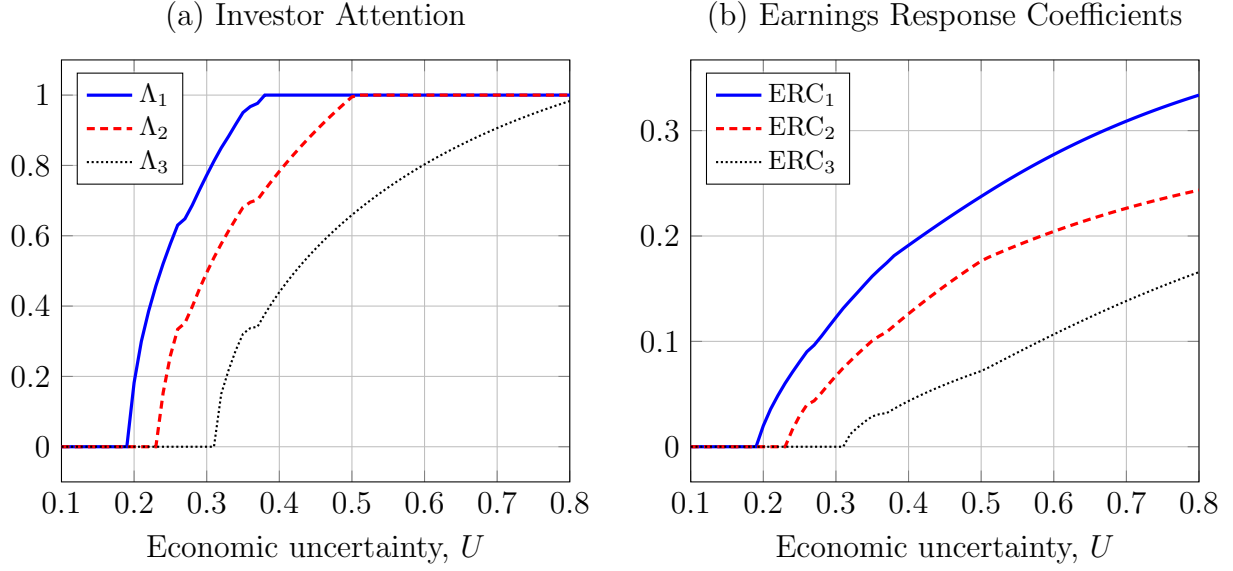 (a) Investor Attention
1
0.8
0.6
0.4
0.2
0
Λ₁
Λ₂
Λ₃
0.1 0.2 0.3 0.4 0.5 0.6 0.7 0.8
Economic uncertainty, U
(b) Earnings Response Coefficients
0.3
0.2
0.1
0
ERC₁
ERC₂
ERC₃
0.1 0.2 0.3 0.4 0.5 0.6 0.7 0.8
Economic uncertainty, U